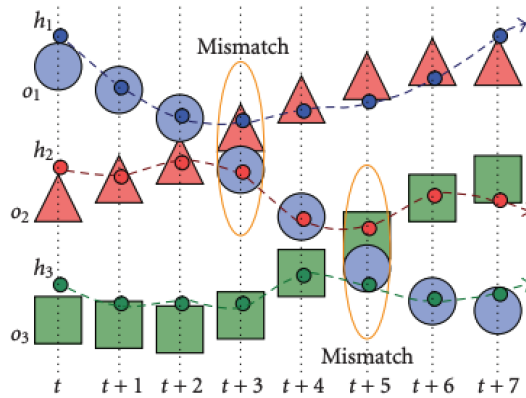 h1
Mismatch
o1
h2
o2
h3
o3
Mismatch
t t + 1 t + 2 t + 3 t + 4 t + 5 t + 6 t + 7